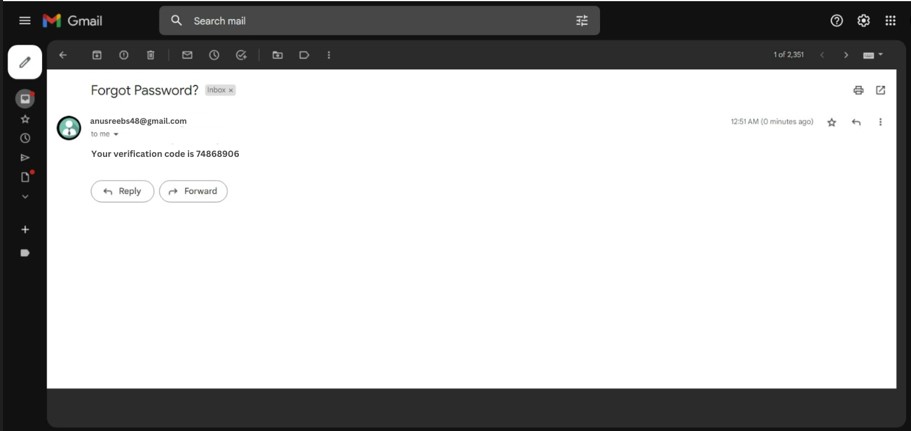 Gmail
Search mail
1 of 2,351
Forgot Password? Inbox x
anusreebs48@gmail.com
12:51 AM (0 minutes ago)
to me
Your verification code is 74868906
Reply Forward